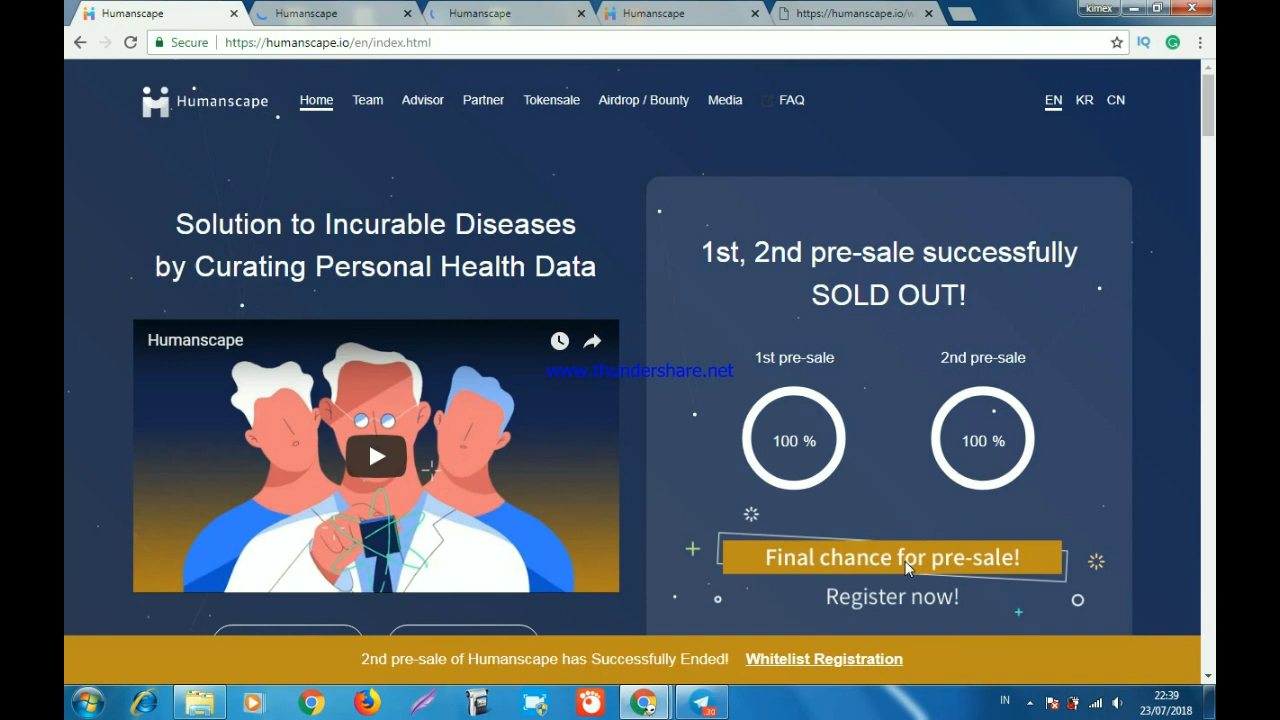 Humanscape
Humanscape
Humanscape
Humanscape
https://humanscape.io/w
kimex
Secure
https://humanscape.io/en/index.html
IQ
Humanscape
Home
Team
Advisor
Partner
Tokensale
Airdrop / Bounty
Media
FAQ
EN
KR
CN
Solution to Incurable Diseases
by Curating Personal Health Data
Humanscape
www.thundershare.net
1st, 2nd pre-sale successfully
SOLD OUT!
1st pre-sale
2nd pre-sale
100 %
100 %
Final chance for pre-sale!
Register now!
2nd pre-sale of Humanscape has Successfully Ended!
Whitelist Registration
30
IN
22:39
23/07/2018